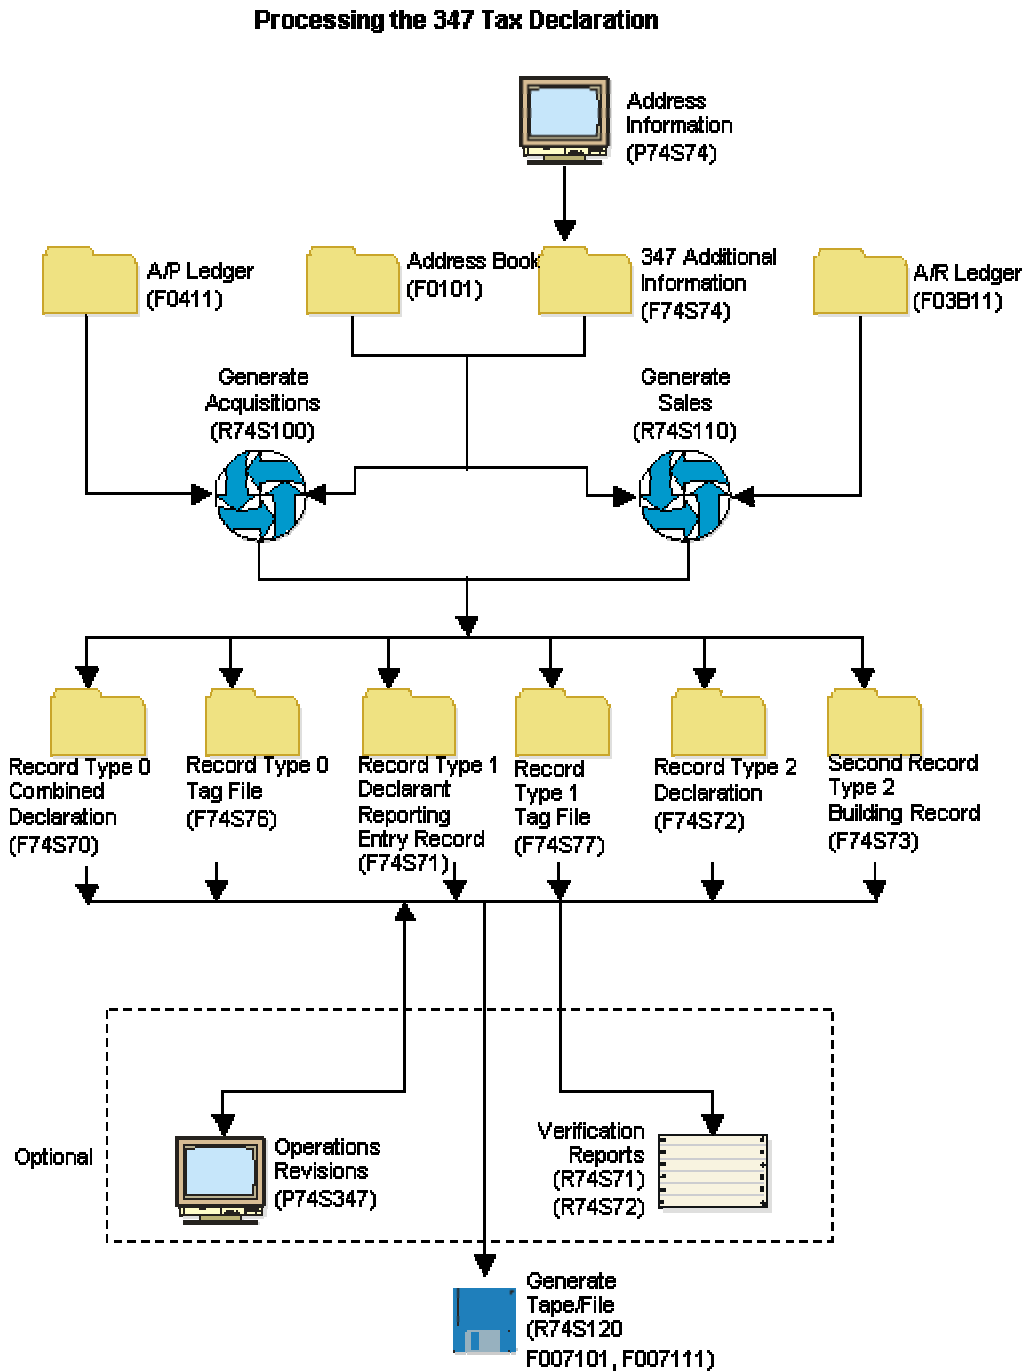 Processing the 347 Tax Declaration
Address
Information
(P74S74)
A/P Ledger
(F0411)
Address Book
(F0101)
347 Additional
Information
(F74S74)
A/R Ledger
(F03B11)
Generate
Acquisitions
(R74S100)
Generate
Sales
(R74S110)
Record Type 0
Combined
Declaration
(F74S70)
Record Type 0
Tag File
(F74S76)
Record Type 1
Declarant
Reporting
Entry Record
(F74S71)
Record
Type 1
Tag File
(F74S77)
Record Type 2
Declaration
(F74S72)
Second Record
Type 2
Building Record
(F74S73)
Optional
Operations
Revisions
(P74S347)
Verification
Reports
(R74S71)
(R74S72)
Generate
Tape/File
(R74S120
F007101, F007111)